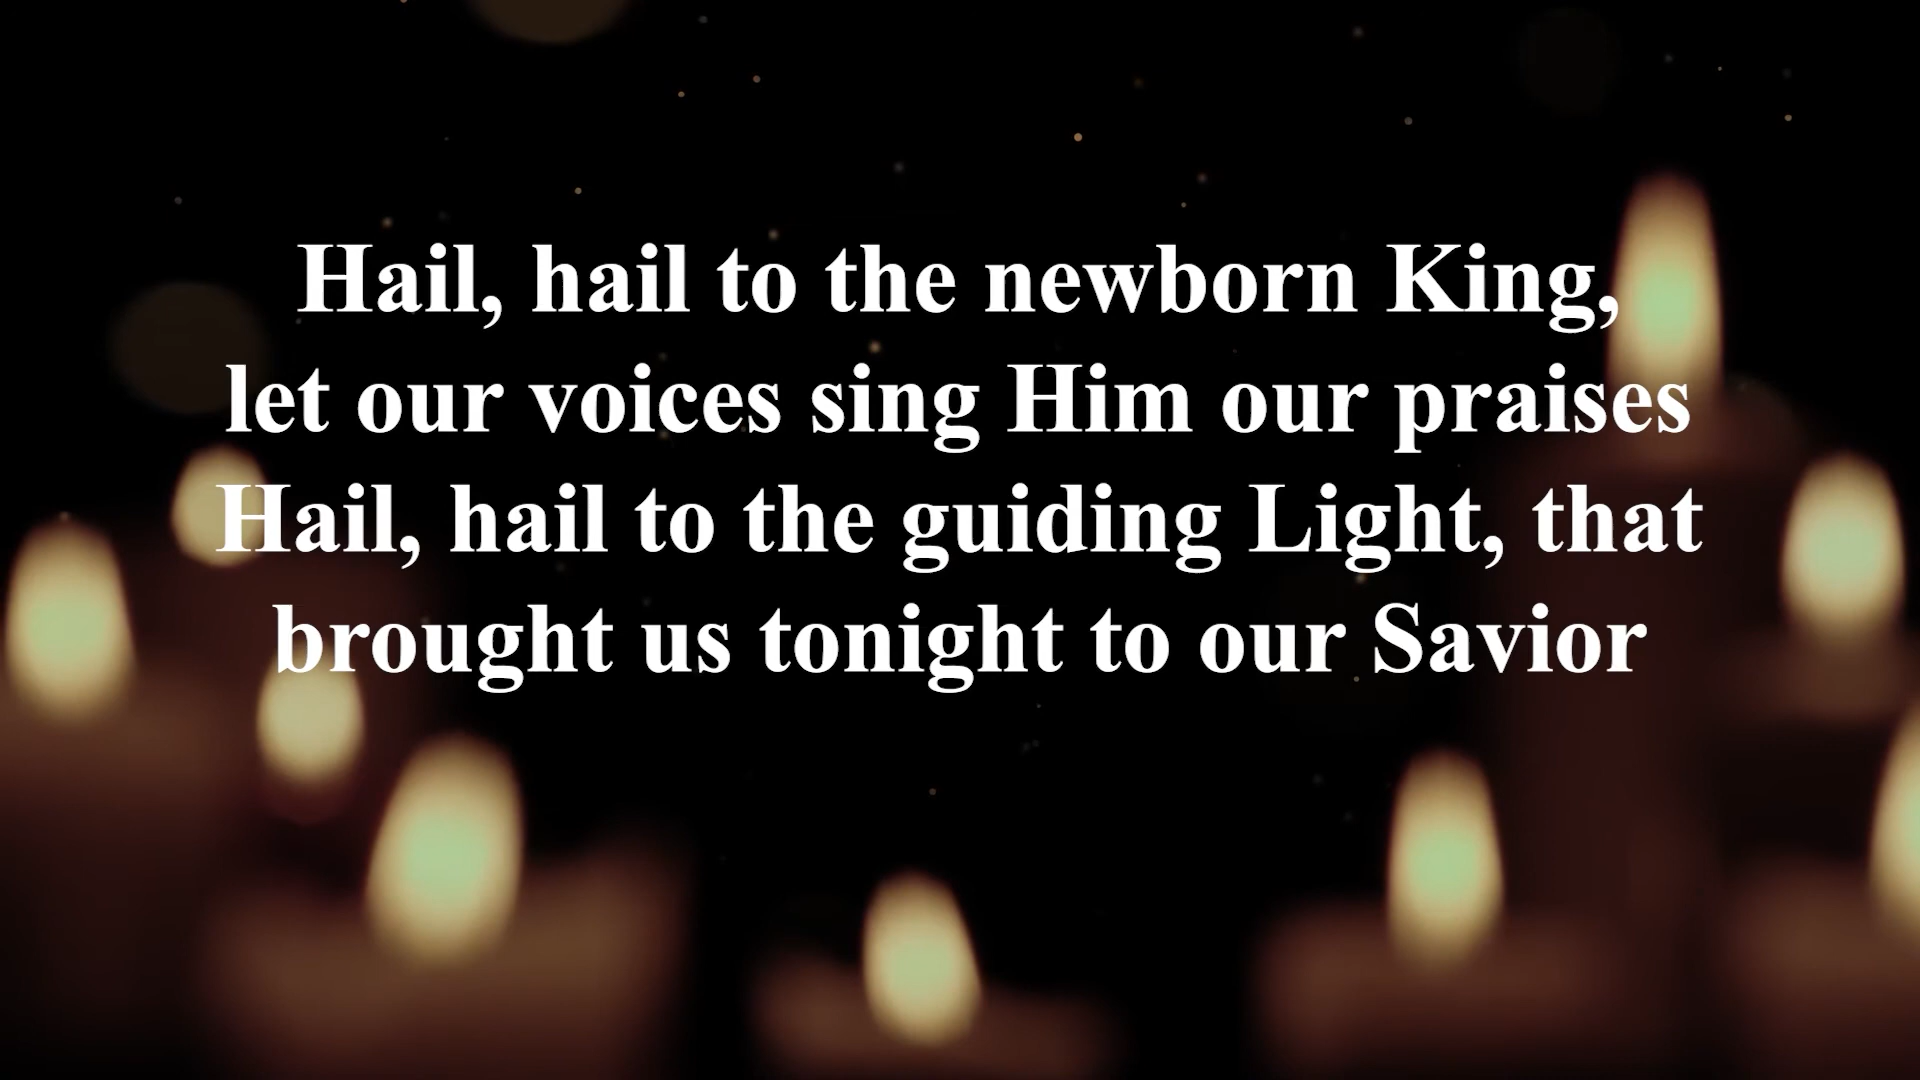 Hail, hail to the newborn King,
let our voices sing Him our praises
Hail, hail to the guiding Light, that
brought us tonight to our Savior